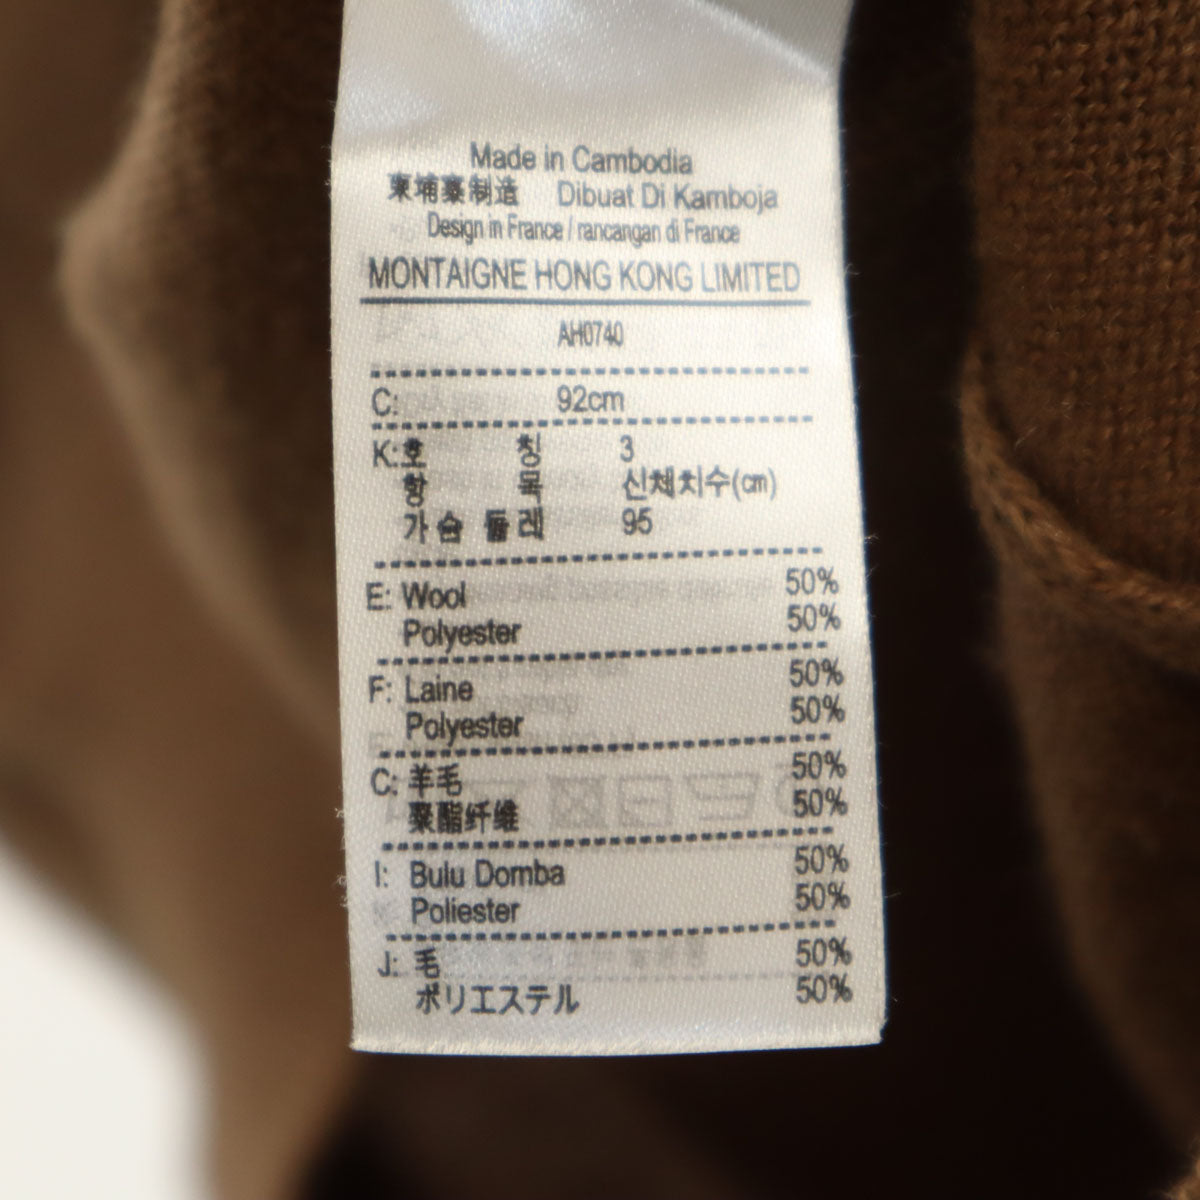 Made in Cambodia
柬埔寨制造 Dibuat Di Kamboja
Design in France / rancangan di France
MONTAIGNE HONG KONG LIMITED
AH0740
C: 92cm
K: 호 칭 3
항 목 신체치수(cm)
가슴 둘레 95
E: Wool 50%
Polyester 50%
F: Laine 50%
Polyester 50%
C: 羊毛 50%
聚酯纤维 50%
I: Bulu Domba 50%
Poliester 50%
J: 毛 50%
ポリエステル 50%